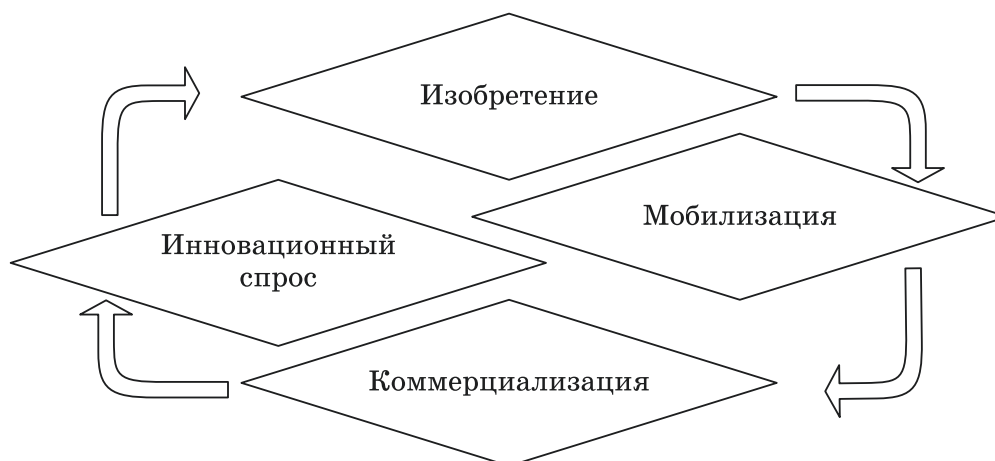 Изобретение
Мобилизация
Инновационный
спрос
Коммерциализация